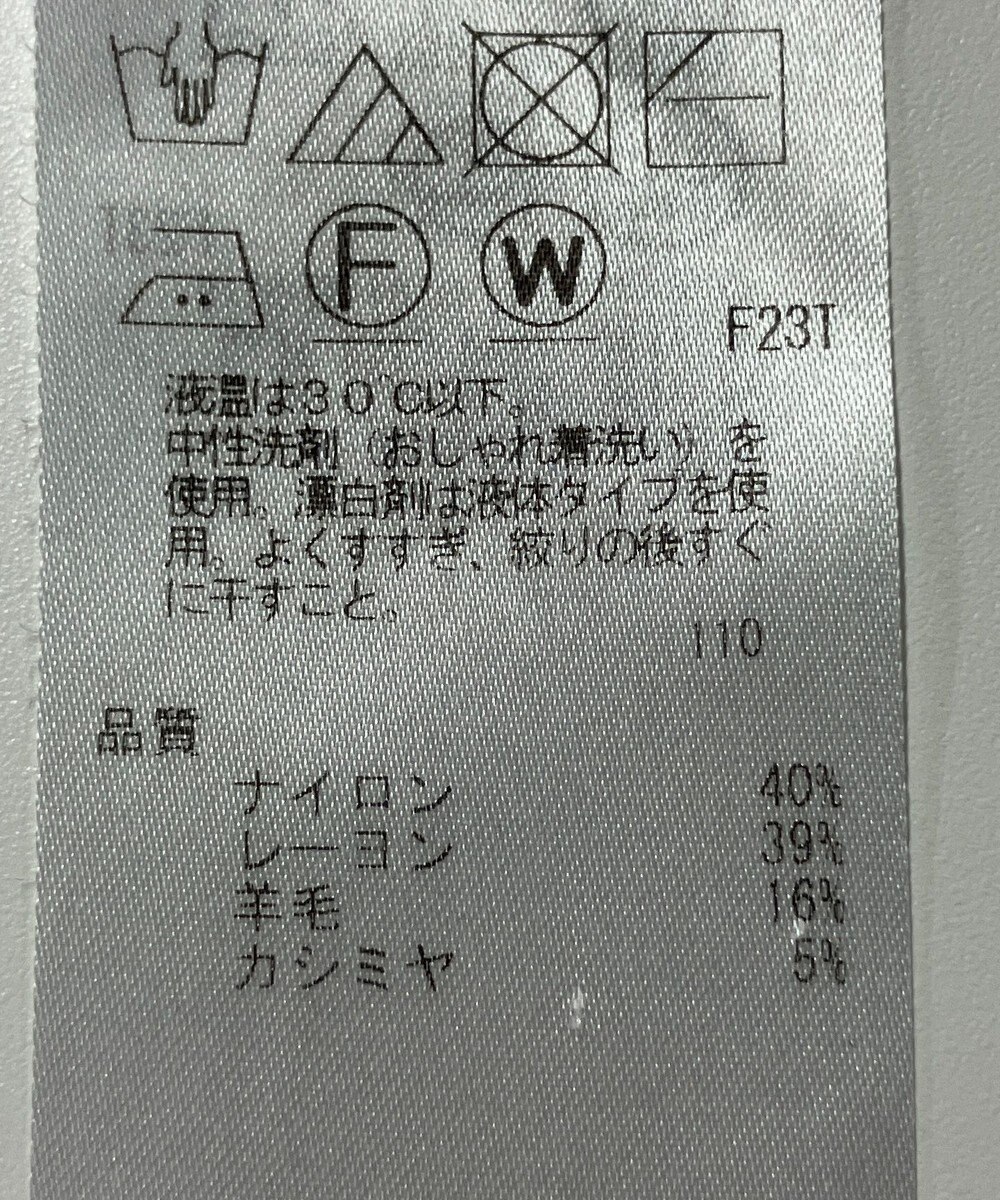 F W
F23T
液温は30℃以下。
中性洗剤（おしゃれ着洗い）を
使用。漂白剤は液体タイプを使
用。よくすすぎ、絞りの後すぐ
に干すこと。
110
品質
ナイロン 40%
レーヨン 39%
羊毛 16%
カシミヤ 5%